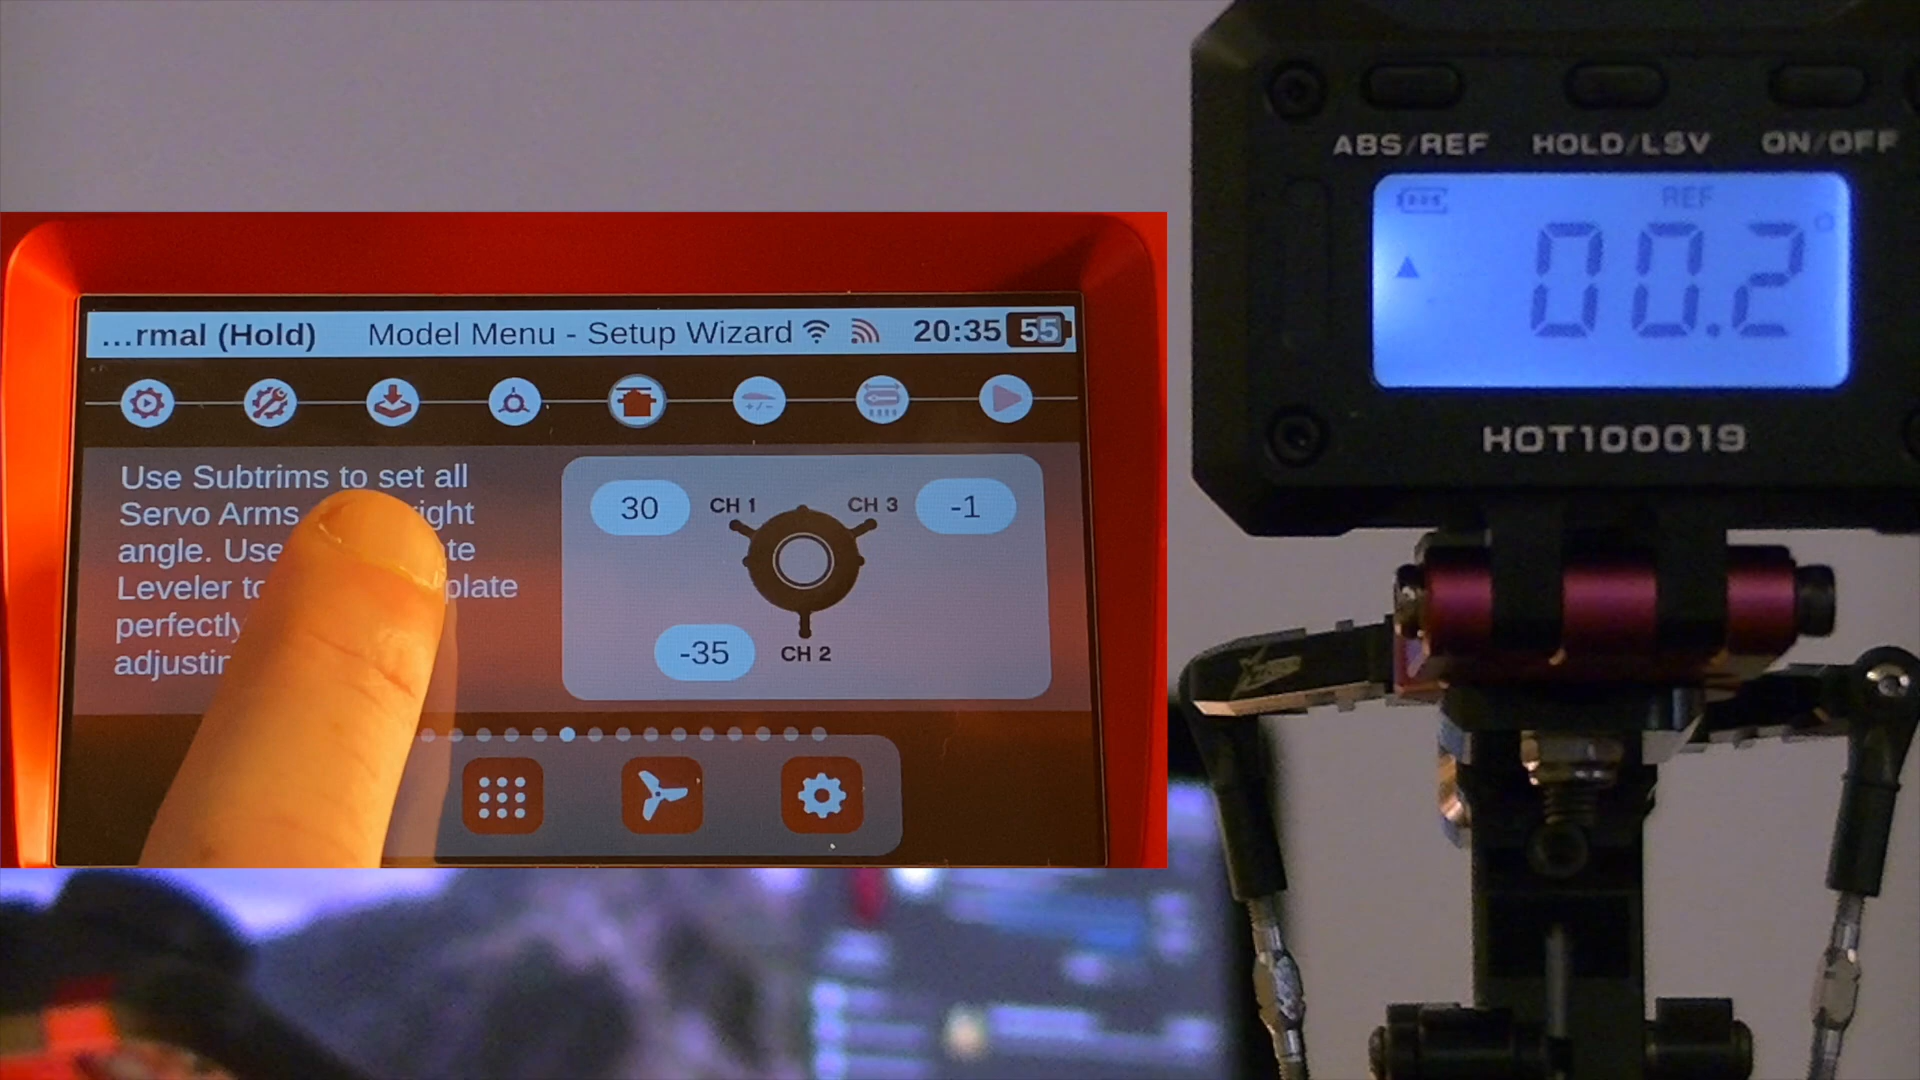 ABS/REF HOLD/LSV ON/OFF
REF
00.2
HOT100019
...rmal (Hold) Model Menu - Setup Wizard 20:35 55
Use Subtrims to set all
Servo Arms right
angle. Use
Leveler plate
perfectly
30 CH 1 CH 3 -1
-35 CH 2